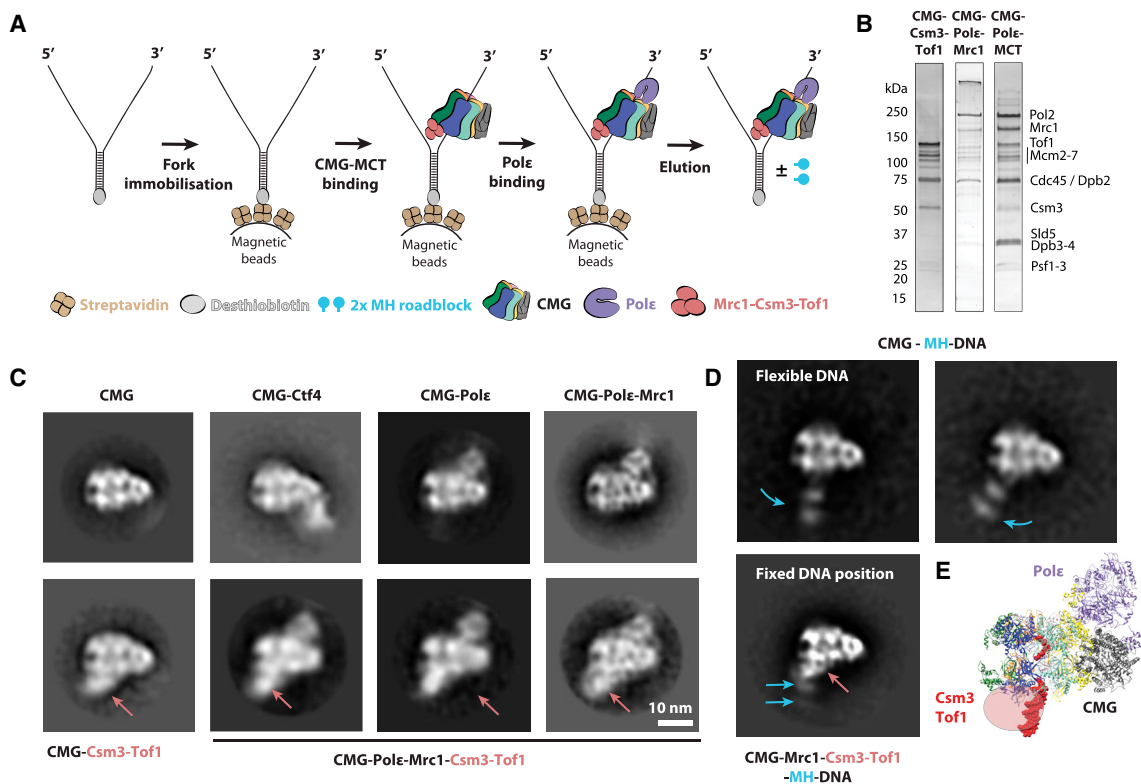 A
5’ 3’
5’ 3’
5’ 3’
5’ 3’
5’ 3’
Fork
immobilisation
CMG-MCT
binding
Polε
binding
Elution
±
Magnetic
beads
Magnetic
beads
Magnetic
beads
Streptavidin
Desthiobiotin
2x MH roadblock
CMG
Polε
Mrc1-Csm3-Tof1
B
CMG-
Csm3-
Tof1
CMG-
Polε-
Mrc1
CMG-
Polε-
MCT
kDa
250
150
100
75
50
37
25
20
15
Pol2
Mrc1
Tof1
Mcm2-7
Cdc45 / Dpb2
Csm3
Sld5
Dpb3-4
Psf1-3
C
CMG
CMG-Ctf4
CMG-Polε
CMG-Polε-Mrc1
10 nm
CMG-Csm3-Tof1
CMG-Polε-Mrc1-Csm3-Tof1
D
CMG - MH-DNA
Flexible DNA
Fixed DNA position
CMG-Mrc1-Csm3-Tof1
-MH-DNA
E
Polε
Csm3
Tof1
CMG